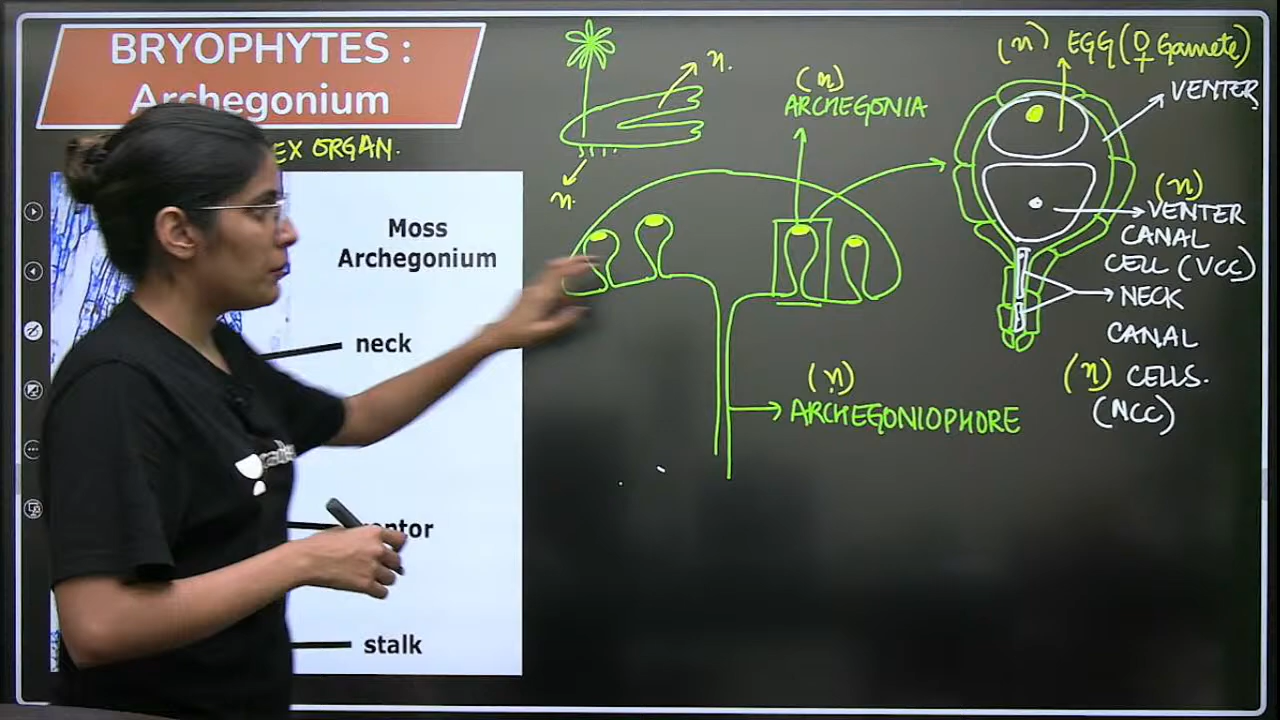 BRYOPHYTES :
Archegonium
EX ORGAN.
Moss
Archegonium
neck
stalk
n.
n.
(n)
ARCHEGONIA
(n)
ARCHEGONIOPHORE
(n) EGG (♀ Gamete)
VENTER
(n)
VENTER
CANAL
CELL (VCC)
NECK
CANAL
(n) CELLS.
(NCC)